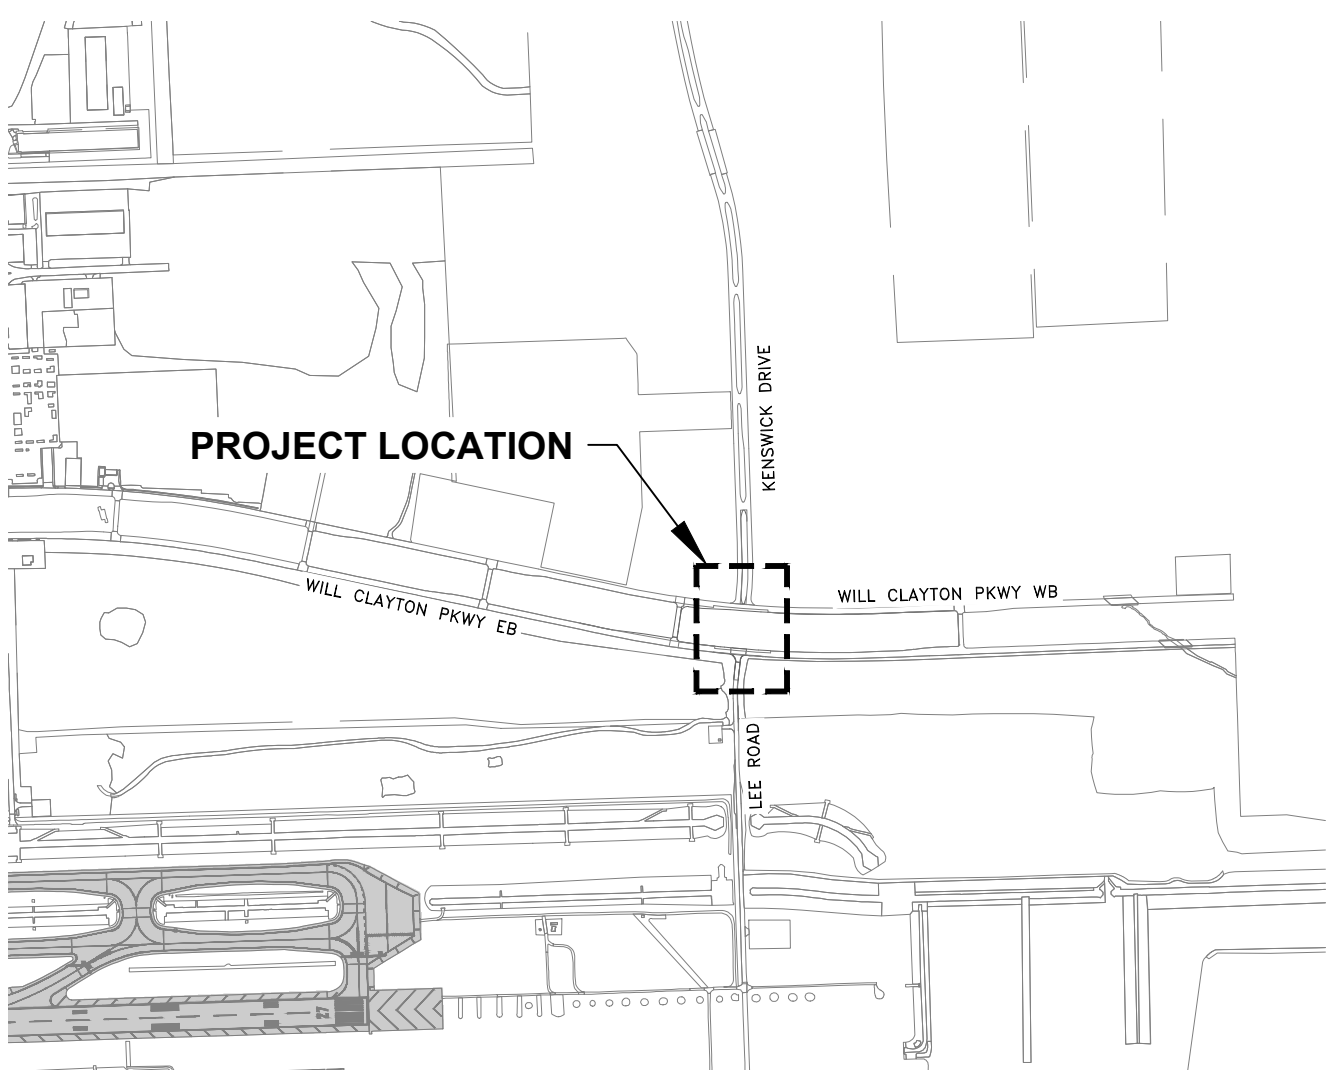 KENSWICK DRIVE
PROJECT LOCATION
WILL CLAYTON PKWY EB
WILL CLAYTON PKWY WB
LEE ROAD
27